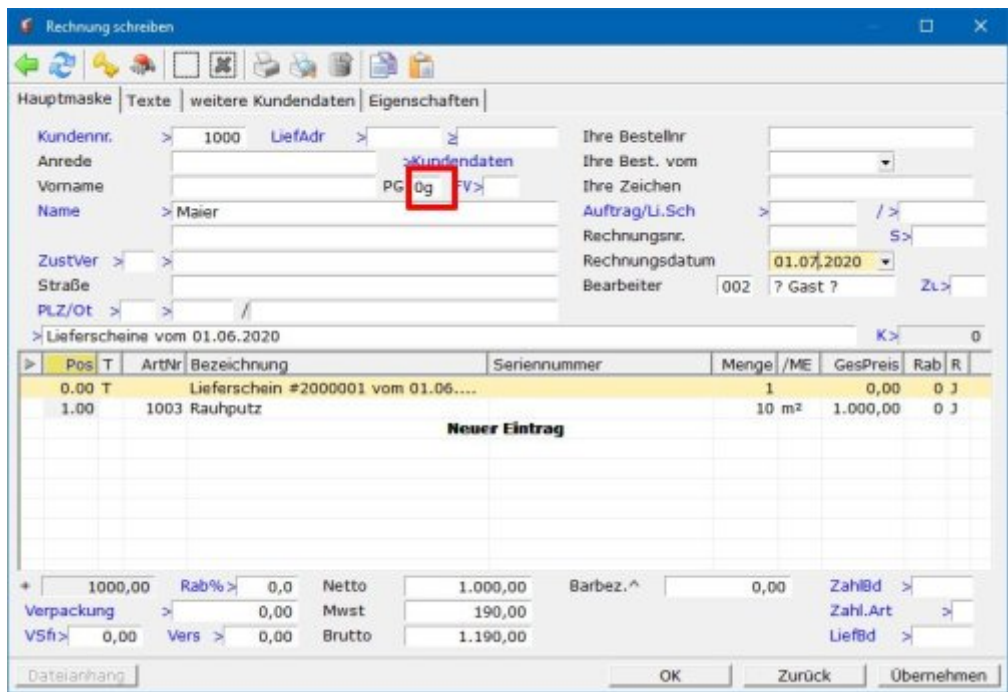 Rechnung schreiben
Hauptmaske Texte weitere Kundendaten Eigenschaften
Kundennr. > 1000 LiefAdr > ≥ Ihre Bestellnr
Anrede >Kundendaten Ihre Best. vom
Vorname PG 0g FV> Ihre Zeichen
Name > Maier Auftrag/Li.Sch > / >
Rechnungsnr. S>
ZustVer > > Rechnungsdatum 01.07.2020
Straße Bearbeiter 002 ? Gast ? ZL>
PLZ/Ot > > /
> Lieferscheine vom 01.06.2020 K> 0
Pos T ArtNr Bezeichnung Seriennummer Menge /ME GesPreis Rab R
0.00 T Lieferschein #2000001 vom 01.06.... 1 0,00 0 J
1.00 1003 Rauhputz 10 m² 1.000,00 0 J
Neuer Eintrag
+ 1000,00 Rab% > 0,0 Netto 1.000,00 Barbez.^ 0,00 ZahlBd >
Verpackung > 0,00 Mwst 190,00 Zahl.Art >
VSfr> 0,00 Vers > 0,00 Brutto 1.190,00 LiefBd >
Dateianhang OK Zurück Übernehmen